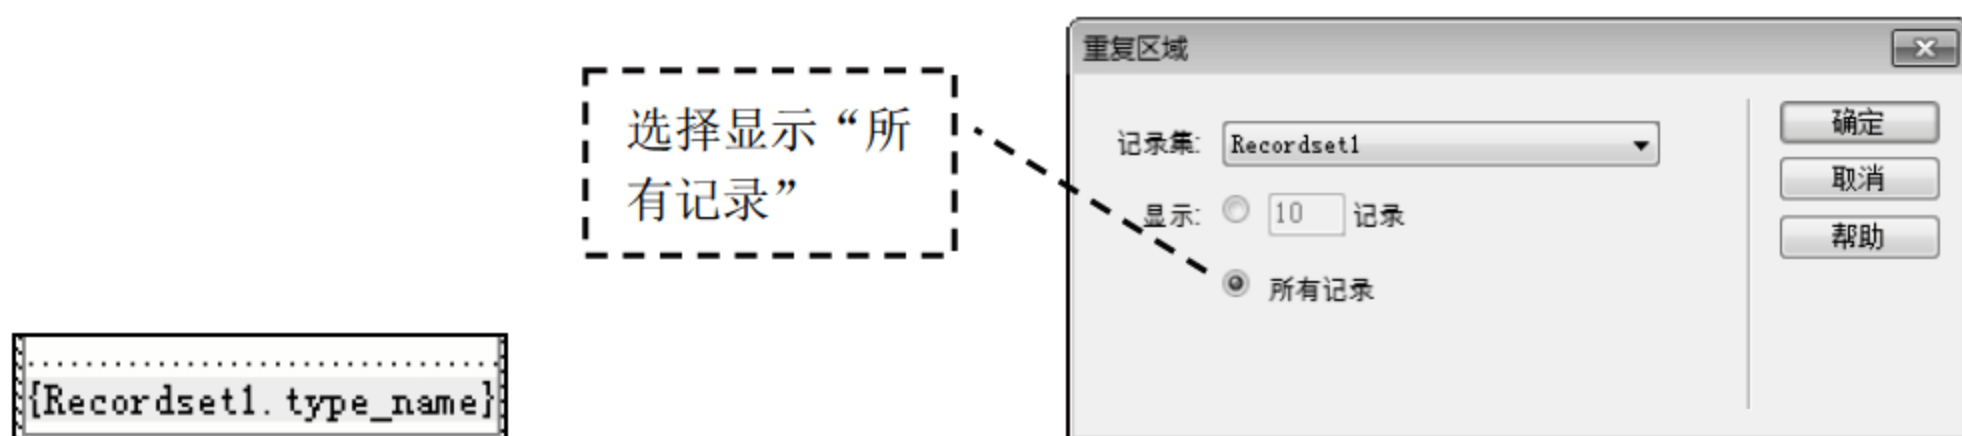 重复区域
选择显示“所
有记录”
记录集: Recordset1
显示: 10 记录
所有记录
确定
取消
帮助
{Recordset1.type_name}